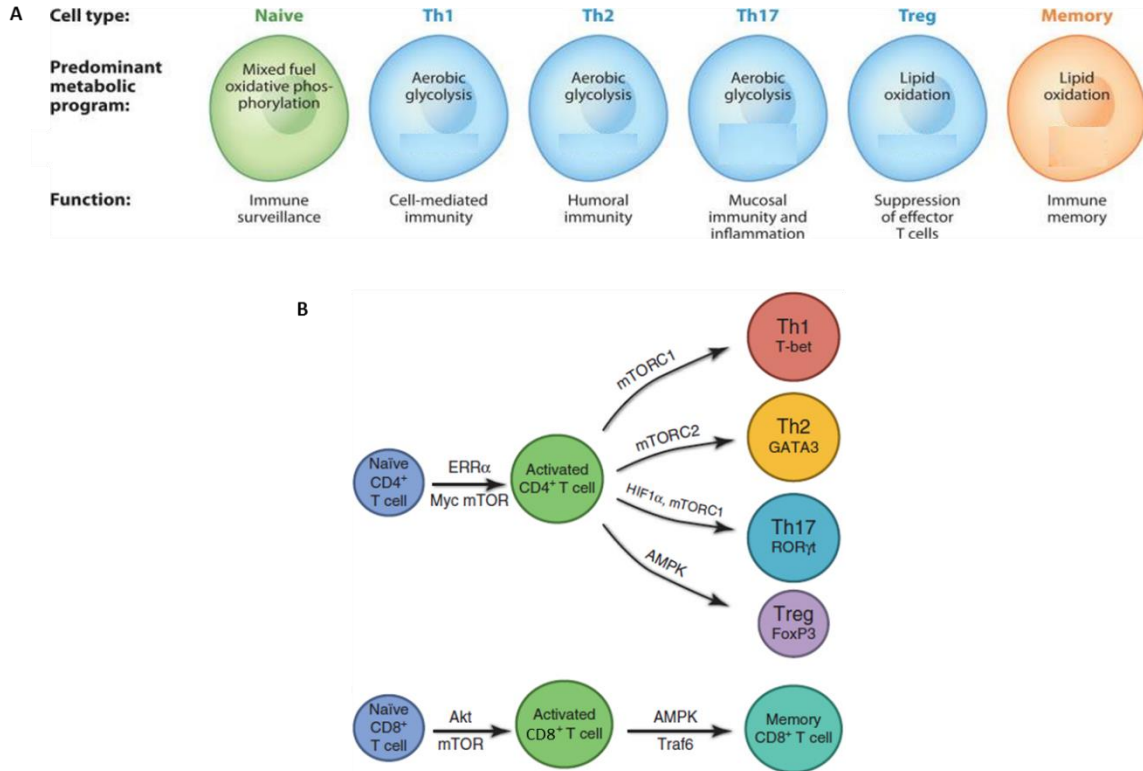 A
Cell type: Naive Th1 Th2 Th17 Treg Memory
Predominant
metabolic
program:
Mixed fuel
oxidative phos-
phorylation
Aerobic
glycolysis
Aerobic
glycolysis
Aerobic
glycolysis
Lipid
oxidation
Lipid
oxidation
Function:
Immune
surveillance
Cell-mediated
immunity
Humoral
immunity
Mucosal
immunity and
inflammation
Suppression
of effector
T cells
Immune
memory
B
Naïve
CD4+
T cell
ERRα
Myc mTOR
Activated
CD4+ T cell
mTORC1
Th1
T-bet
mTORC2
Th2
GATA3
HIF1α, mTORC1
Th17
RORγt
AMPK
Treg
FoxP3
Naïve
CD8+
T cell
Akt
mTOR
Activated
CD8+ T cell
AMPK
Traf6
Memory
CD8+ T cell